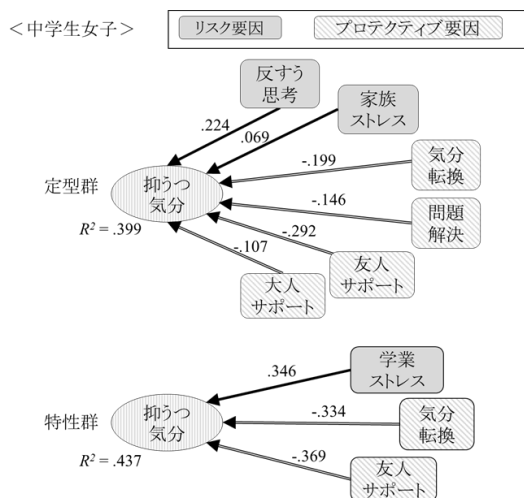 ＜中学生女子＞
リスク要因
プロテクティブ要因
反すう
思考
家族
ストレス
.224
.069
-.199
気分
転換
定型群
抑うつ
気分
-.146
問題
解決
R² = .399
-.292
-.107
友人
サポート
大人
サポート
学業
ストレス
.346
特性群
抑うつ
気分
-.334
気分
転換
R² = .437
-.369
友人
サポート